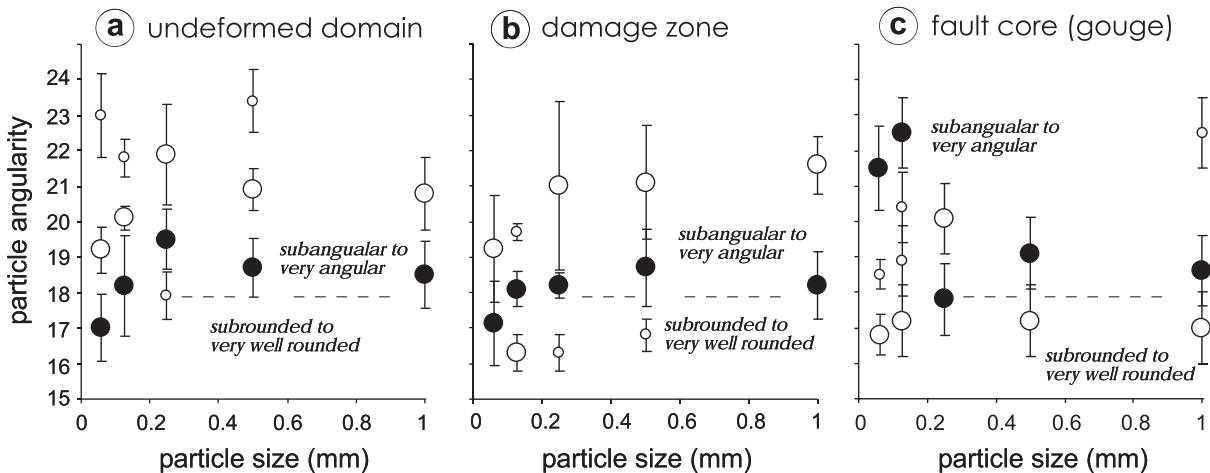 a undeformed domain
b damage zone
c fault core (gouge)
particle angularity
24
23
22
21
20
19
18
17
16
15
subangualar to
very angular
subrounded to
very well rounded
0 0.2 0.4 0.6 0.8 1
particle size (mm)
subangualar to
very angular
subrounded to
very well rounded
0 0.2 0.4 0.6 0.8 1
particle size (mm)
subangualar to
very angular
subrounded to
very well rounded
0 0.2 0.4 0.6 0.8 1
particle size (mm)